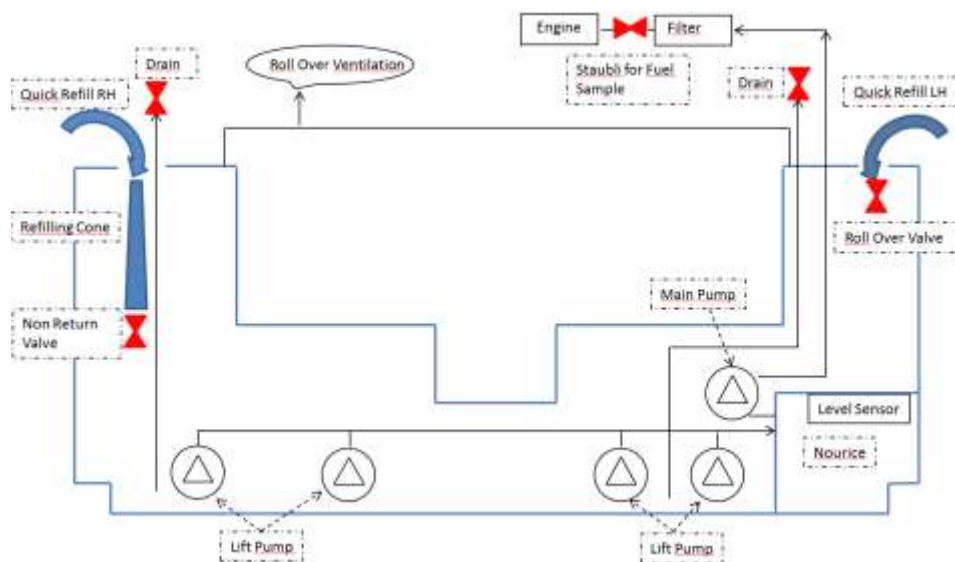 Engine
Filter
Drain
Roll Over Ventilation
Staubli for Fuel
Sample
Drain
Quick Refill RH
Quick Refill LH
Refilling Cone
Roll Over Valve
Main Pump
Non Return
Valve
Level Sensor
Nourice
Lift Pump
Lift Pump